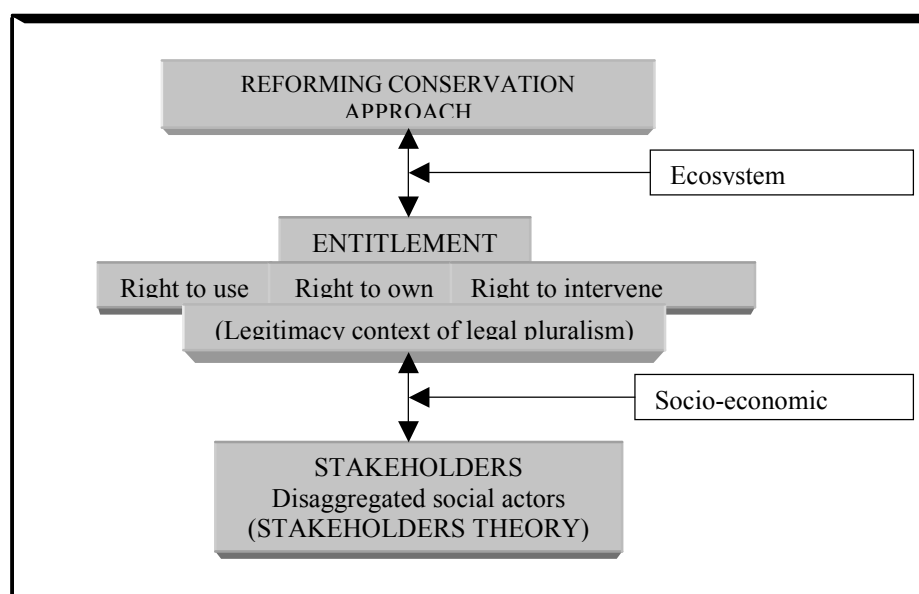 REFORMING CONSERVATION
APPROACH
Ecosystem
ENTITLEMENT
Right to use
Right to own
Right to intervene
(Legitimacy context of legal pluralism)
Socio-economic
STAKEHOLDERS
Disaggregated social actors
(STAKEHOLDERS THEORY)